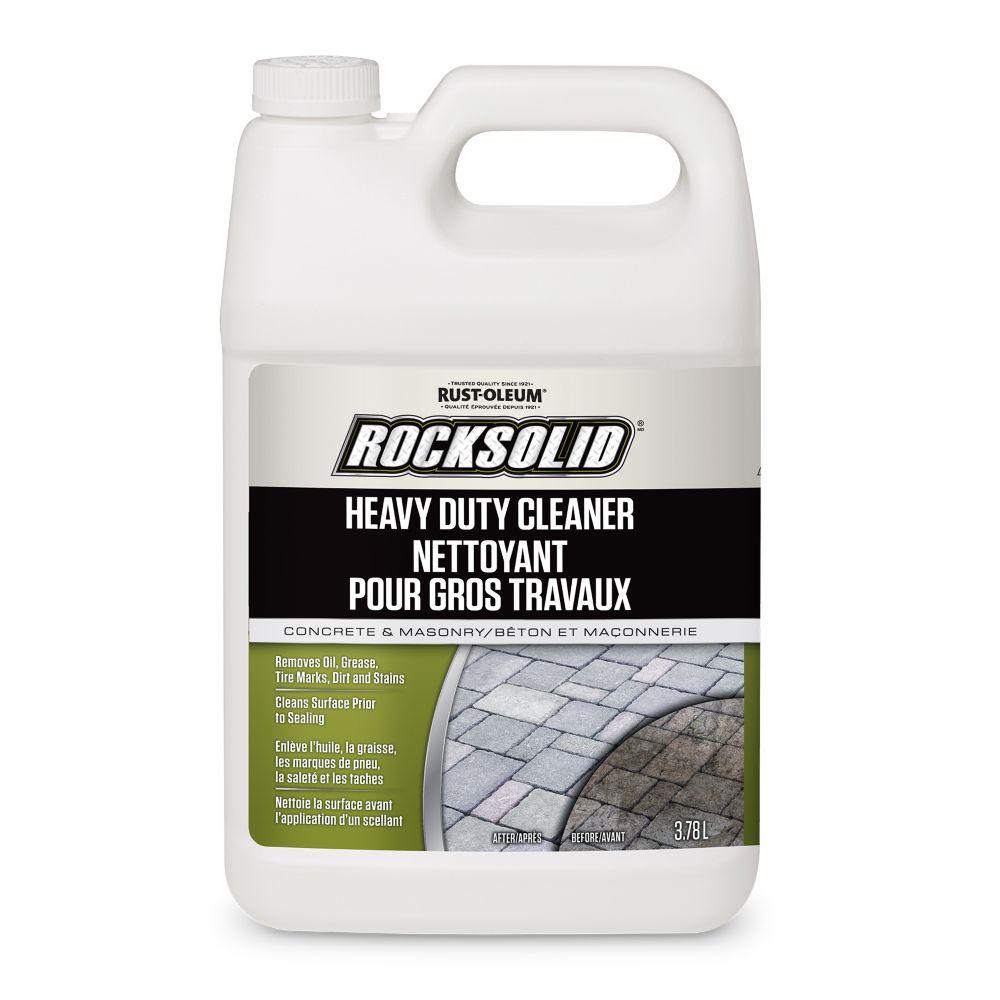 ·TRUSTED QUALITY SINCE 1921·
RUST-OLEUM®
·QUALITÉ ÉPROUVÉE DEPUIS 1921·
ROCKSOLID ® MD
HEAVY DUTY CLEANER
NETTOYANT
POUR GROS TRAVAUX
CONCRETE & MASONRY/BÉTON ET MAÇONNERIE
Removes Oil, Grease,
Tire Marks, Dirt and Stains
Cleans Surface Prior
to Sealing
Enlève l'huile, la graisse,
les marques de pneu,
la saleté et les taches
Nettoie la surface avant
l'application d'un scellant
AFTER/APRÈS BEFORE/AVANT 3.78 L